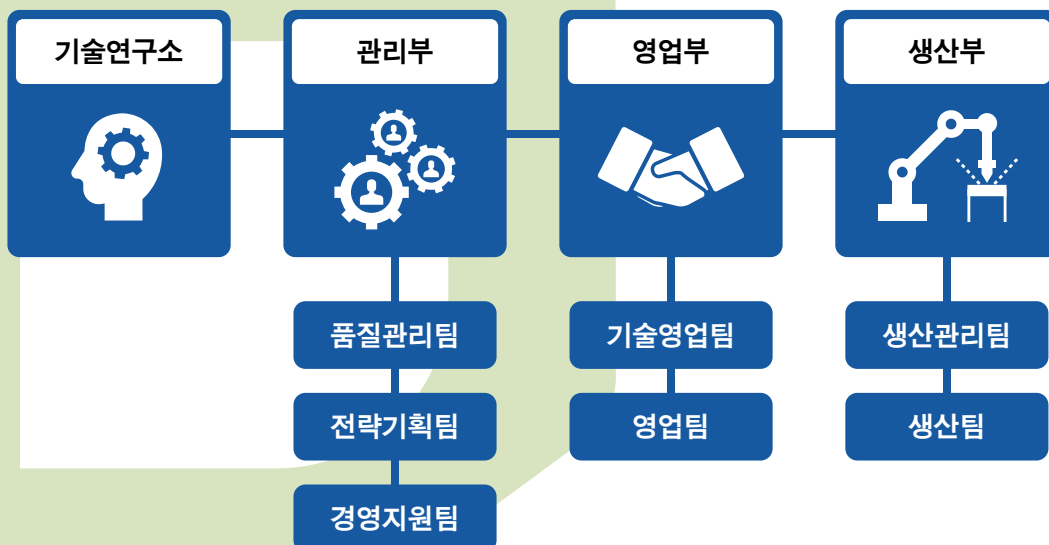 기술연구소
관리부
영업부
생산부
품질관리팀
기술영업팀
생산관리팀
전략기획팀
영업팀
생산팀
경영지원팀